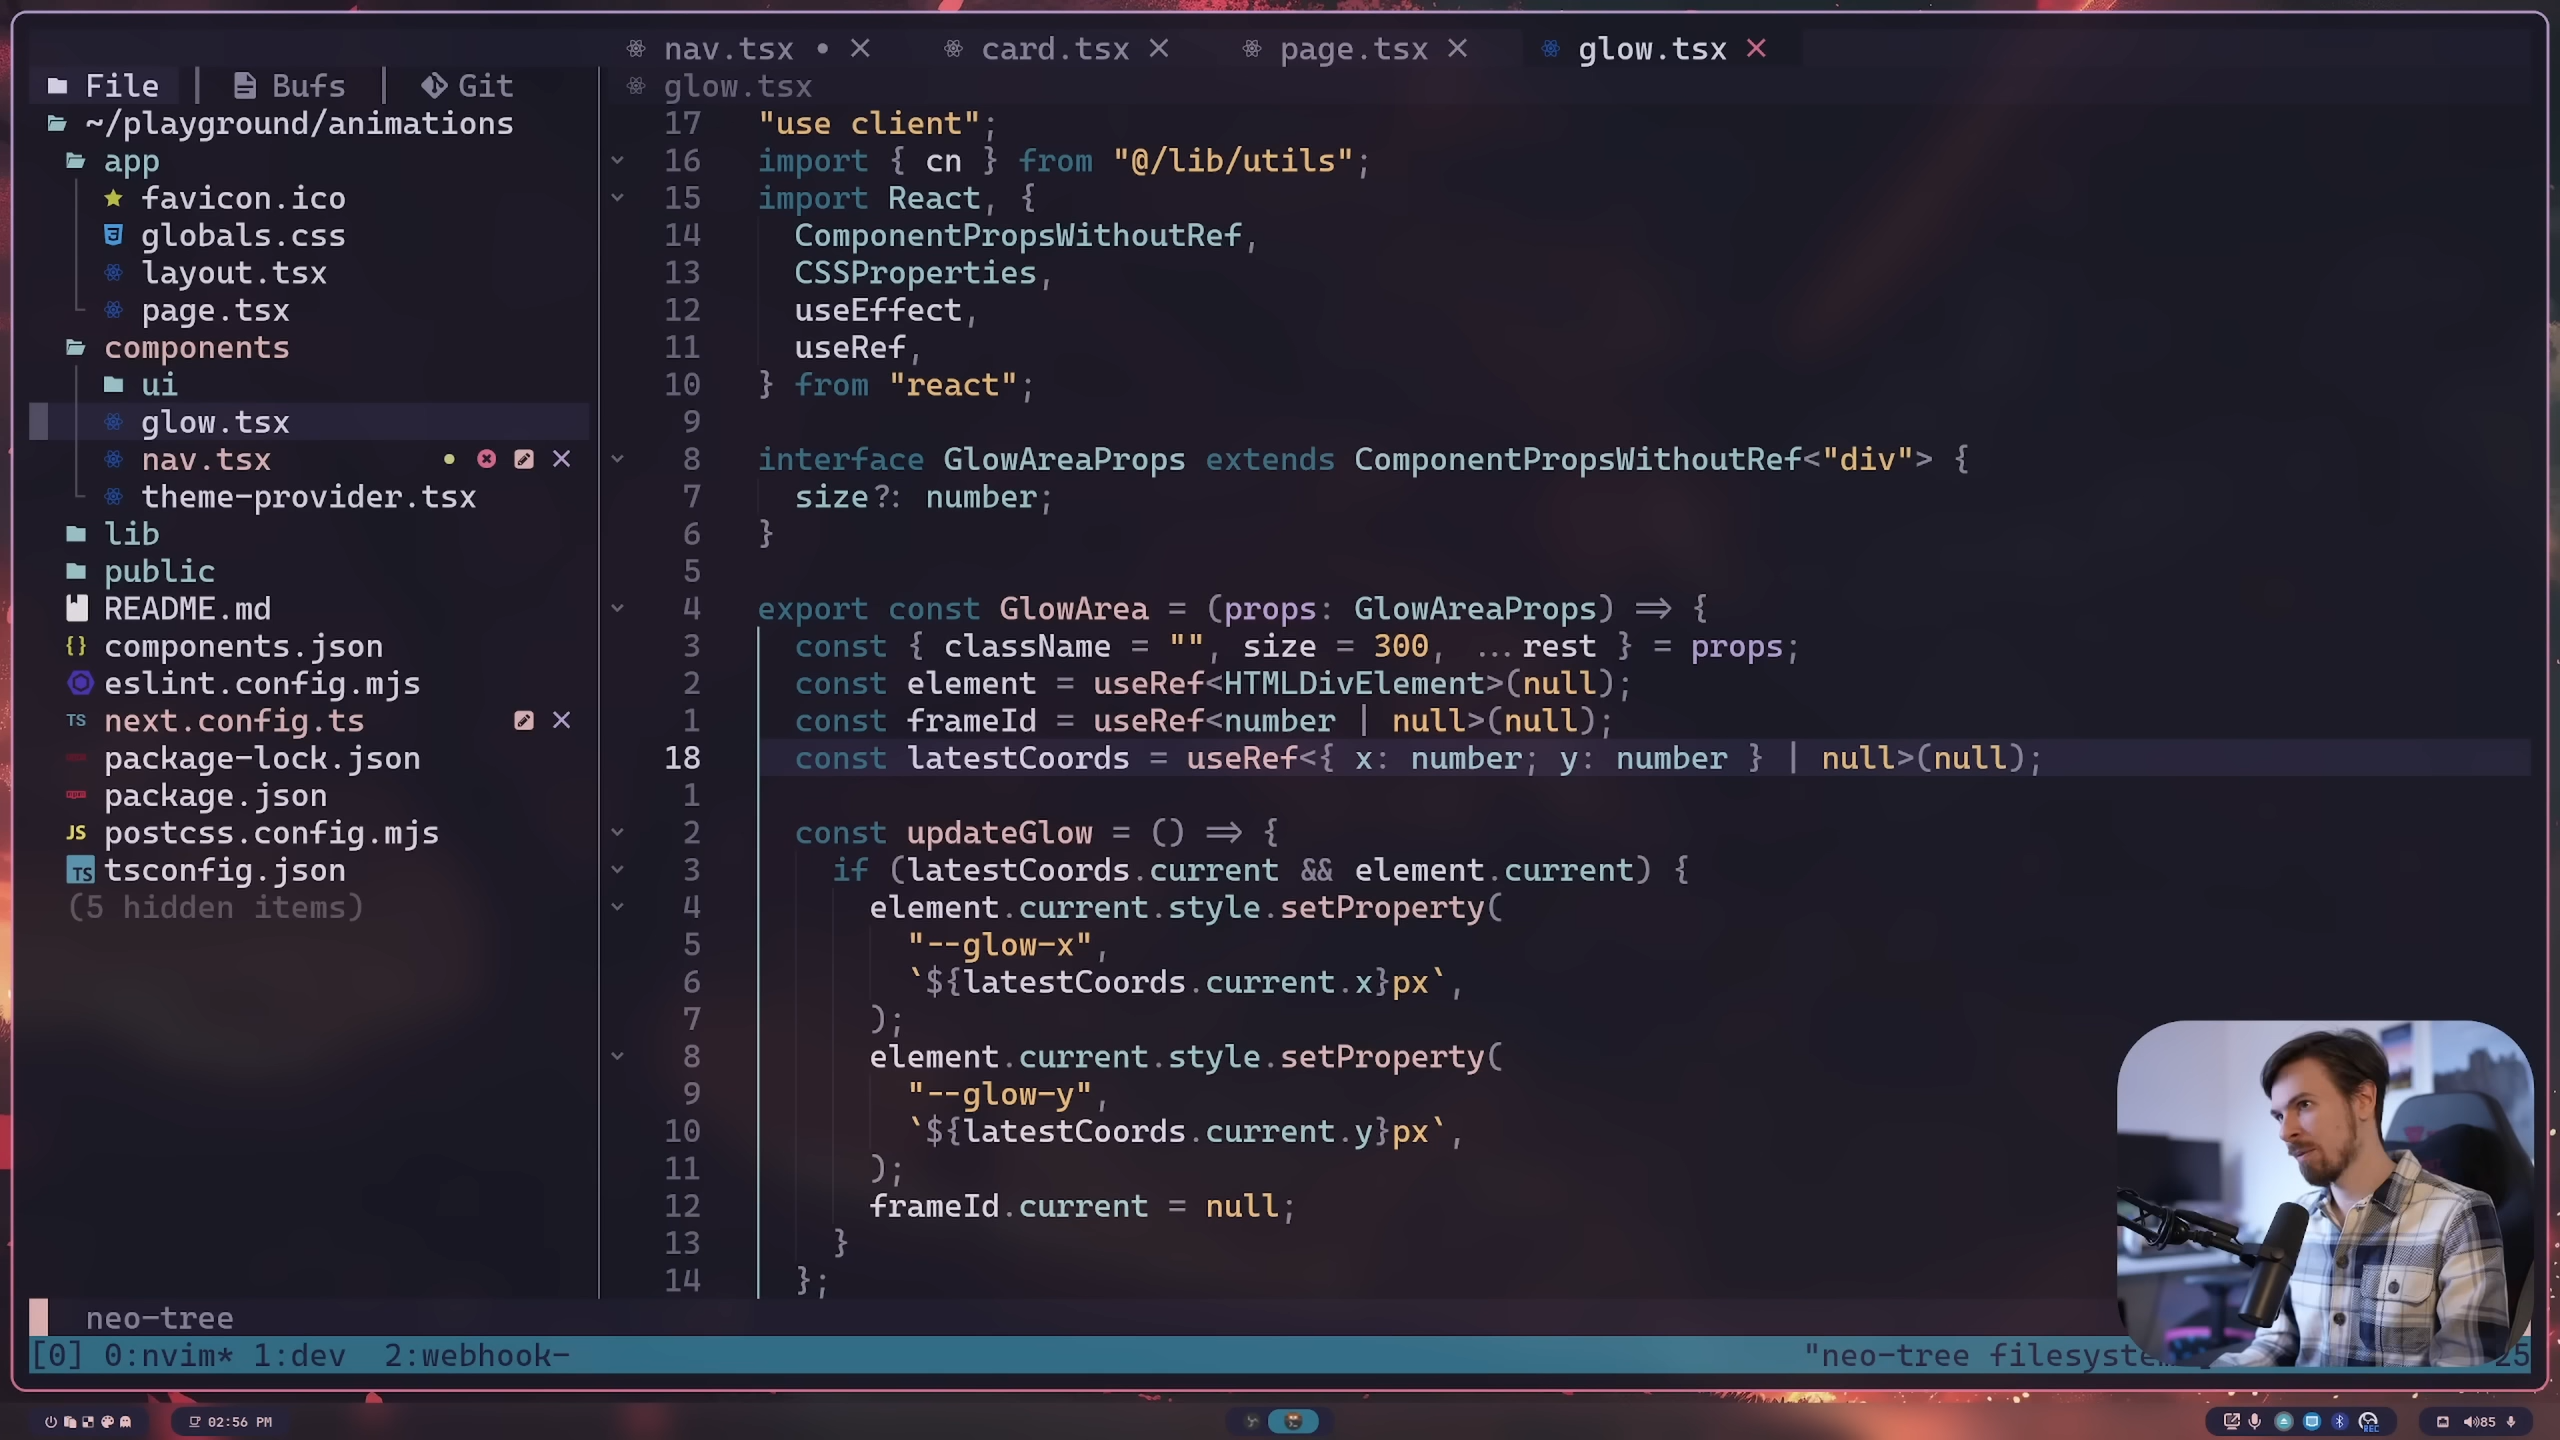 nav.tsx • ✕ card.tsx ✕ page.tsx ✕ glow.tsx ✕
File | Bufs | Git
glow.tsx
~/playground/animations
app
favicon.ico
globals.css
layout.tsx
page.tsx
components
ui
glow.tsx
nav.tsx
theme-provider.tsx
lib
public
README.md
components.json
eslint.config.mjs
TS next.config.ts
package-lock.json
package.json
JS postcss.config.mjs
TS tsconfig.json
(5 hidden items)
17 "use client";
16 import { cn } from "@/lib/utils";
15 import React, {
14 ComponentPropsWithoutRef,
13 CSSProperties,
12 useEffect,
11 useRef,
10 } from "react";
9
8 interface GlowAreaProps extends ComponentPropsWithoutRef<"div"> {
7 size?: number;
6 }
5
4 export const GlowArea = (props: GlowAreaProps) => {
3 const { className = "", size = 300, ...rest } = props;
2 const element = useRef<HTMLDivElement>(null);
1 const frameId = useRef<number | null>(null);
18 const latestCoords = useRef<{ x: number; y: number } | null>(null);
1
2 const updateGlow = () => {
3 if (latestCoords.current && element.current) {
4 element.current.style.setProperty(
5 "--glow-x",
6 `${latestCoords.current.x}px`,
7 );
8 element.current.style.setProperty(
9 "--glow-y",
10 `${latestCoords.current.y}px`,
11 );
12 frameId.current = null;
13 }
14 };
neo-tree
[0] 0:nvim* 1:dev 2:webhook-
"neo-tree filesystem 25
02:56 PM
REC
85